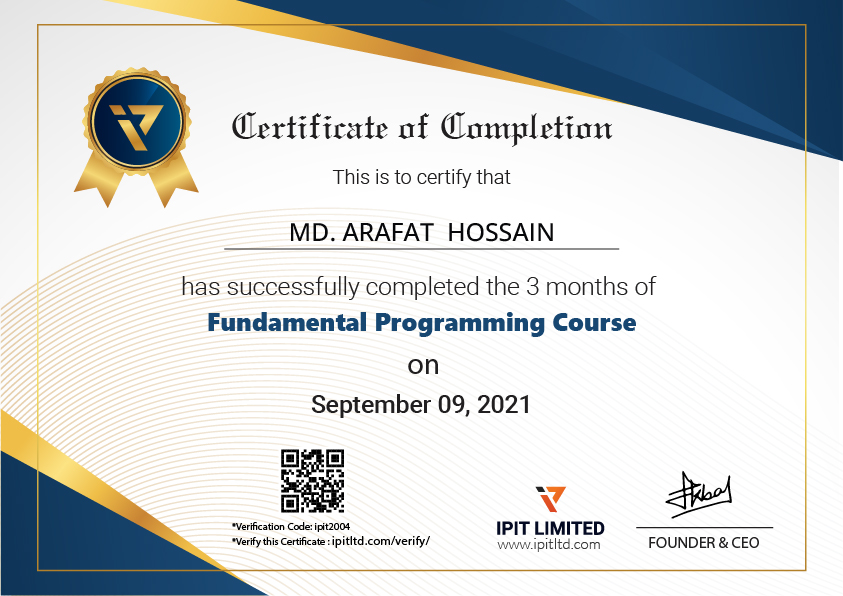 Certificate of Completion
This is to certify that
MD. ARAFAT HOSSAIN
has successfully completed the 3 months of
Fundamental Programming Course
on
September 09, 2021
*Verification Code: ipit2004
*Verify this Certificate : ipitltd.com/verify/
IPIT LIMITED
www.ipitltd.com
FOUNDER & CEO